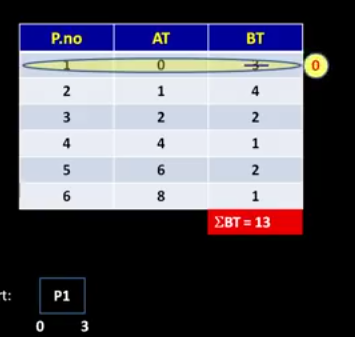 P.no AT BT
1 0 3 0
2 1 4
3 2 2
4 4 1
5 6 2
6 8 1
ΣBT = 13
t: P1
0 3